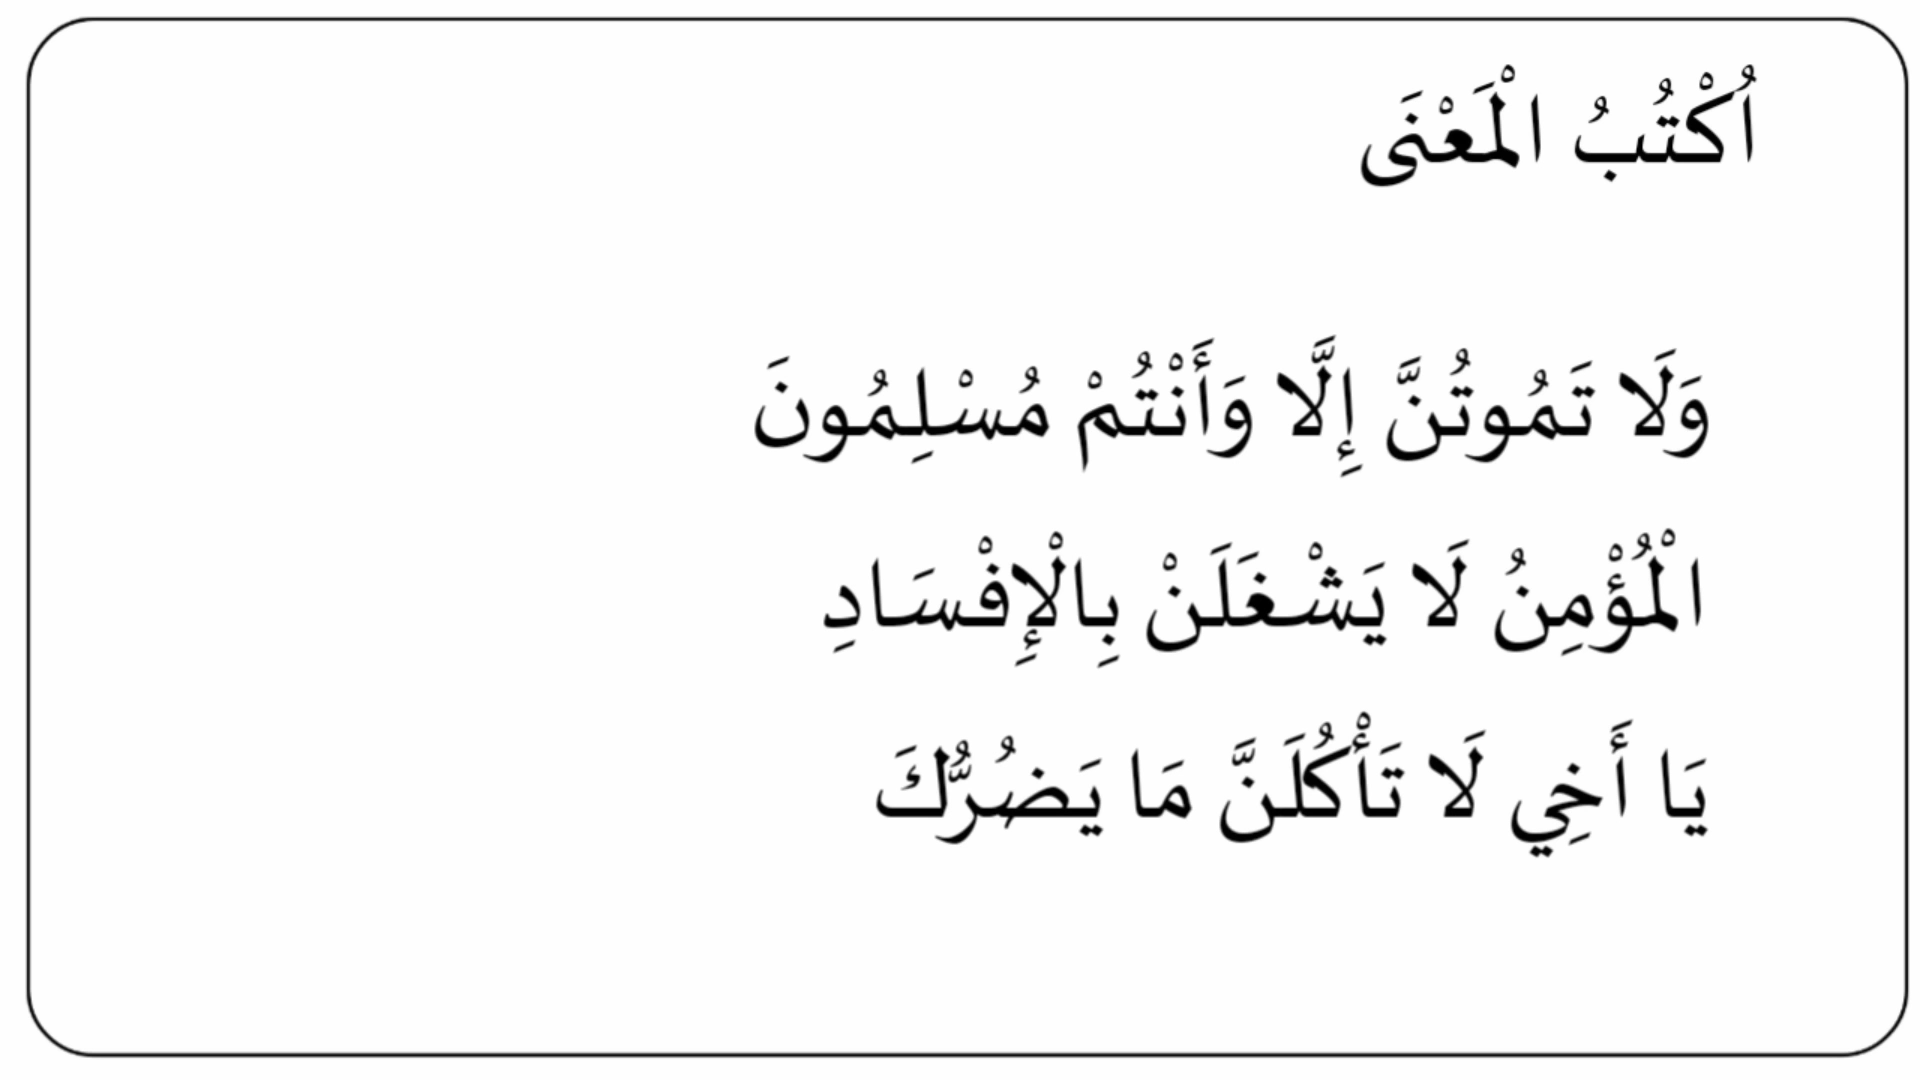 اُكْتُبُ الْمَعْنَى
وَلَا تَمُوتُنَّ إِلَّا وَأَنْتُمْ مُسْلِمُونَ
الْمُؤْمِنُ لَا يَشْغَلَنْ بِالْإِفْسَادِ
يَا أَخِي لَا تَأْكُلَنَّ مَا يَضُرُّكَ